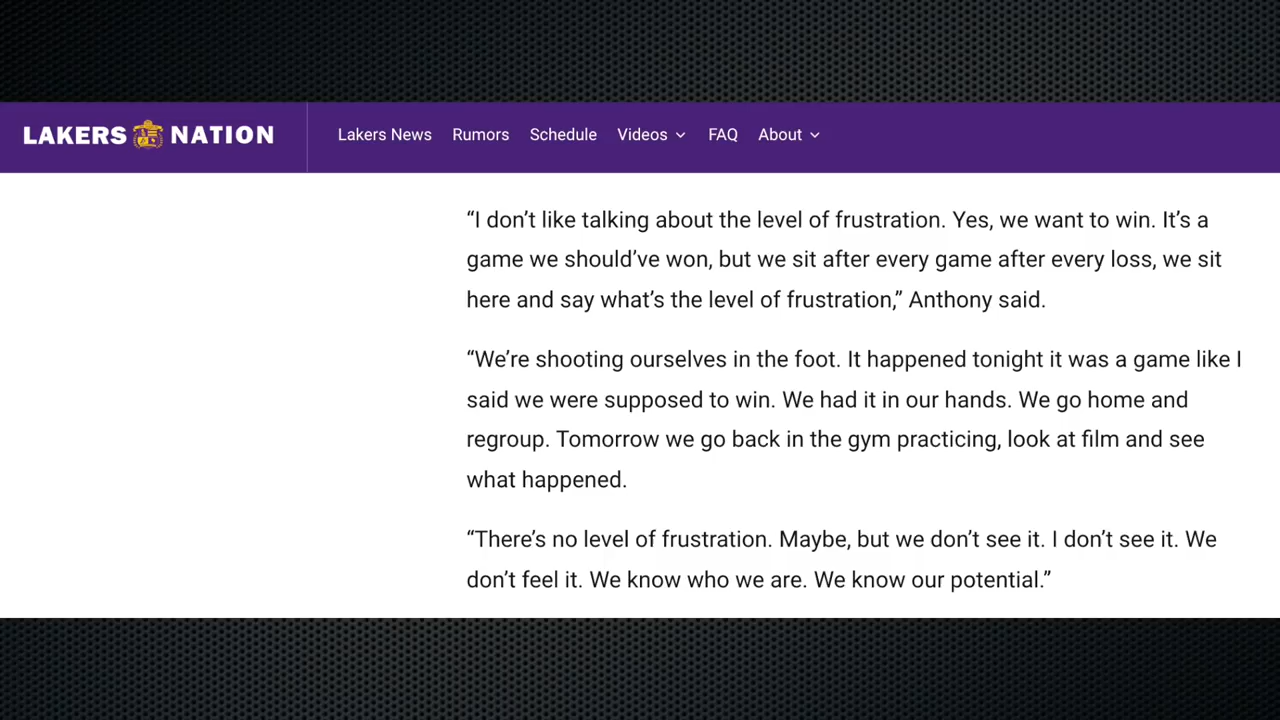 LAKERS NATION
Lakers News Rumors Schedule Videos FAQ About
“I don’t like talking about the level of frustration. Yes, we want to win. It’s a
game we should’ve won, but we sit after every game after every loss, we sit
here and say what’s the level of frustration,” Anthony said.
“We’re shooting ourselves in the foot. It happened tonight it was a game like I
said we were supposed to win. We had it in our hands. We go home and
regroup. Tomorrow we go back in the gym practicing, look at film and see
what happened.
“There’s no level of frustration. Maybe, but we don’t see it. I don’t see it. We
don’t feel it. We know who we are. We know our potential.”